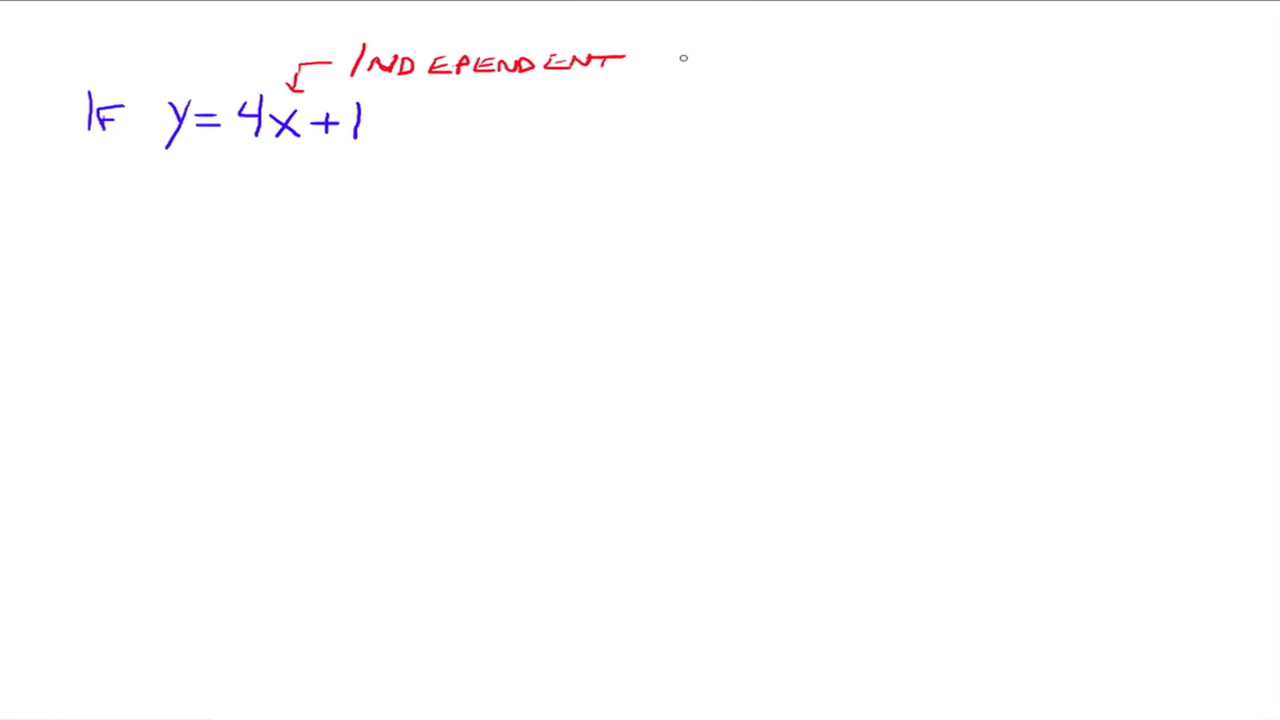 INDEPENDENT
IF y = 4x + 1